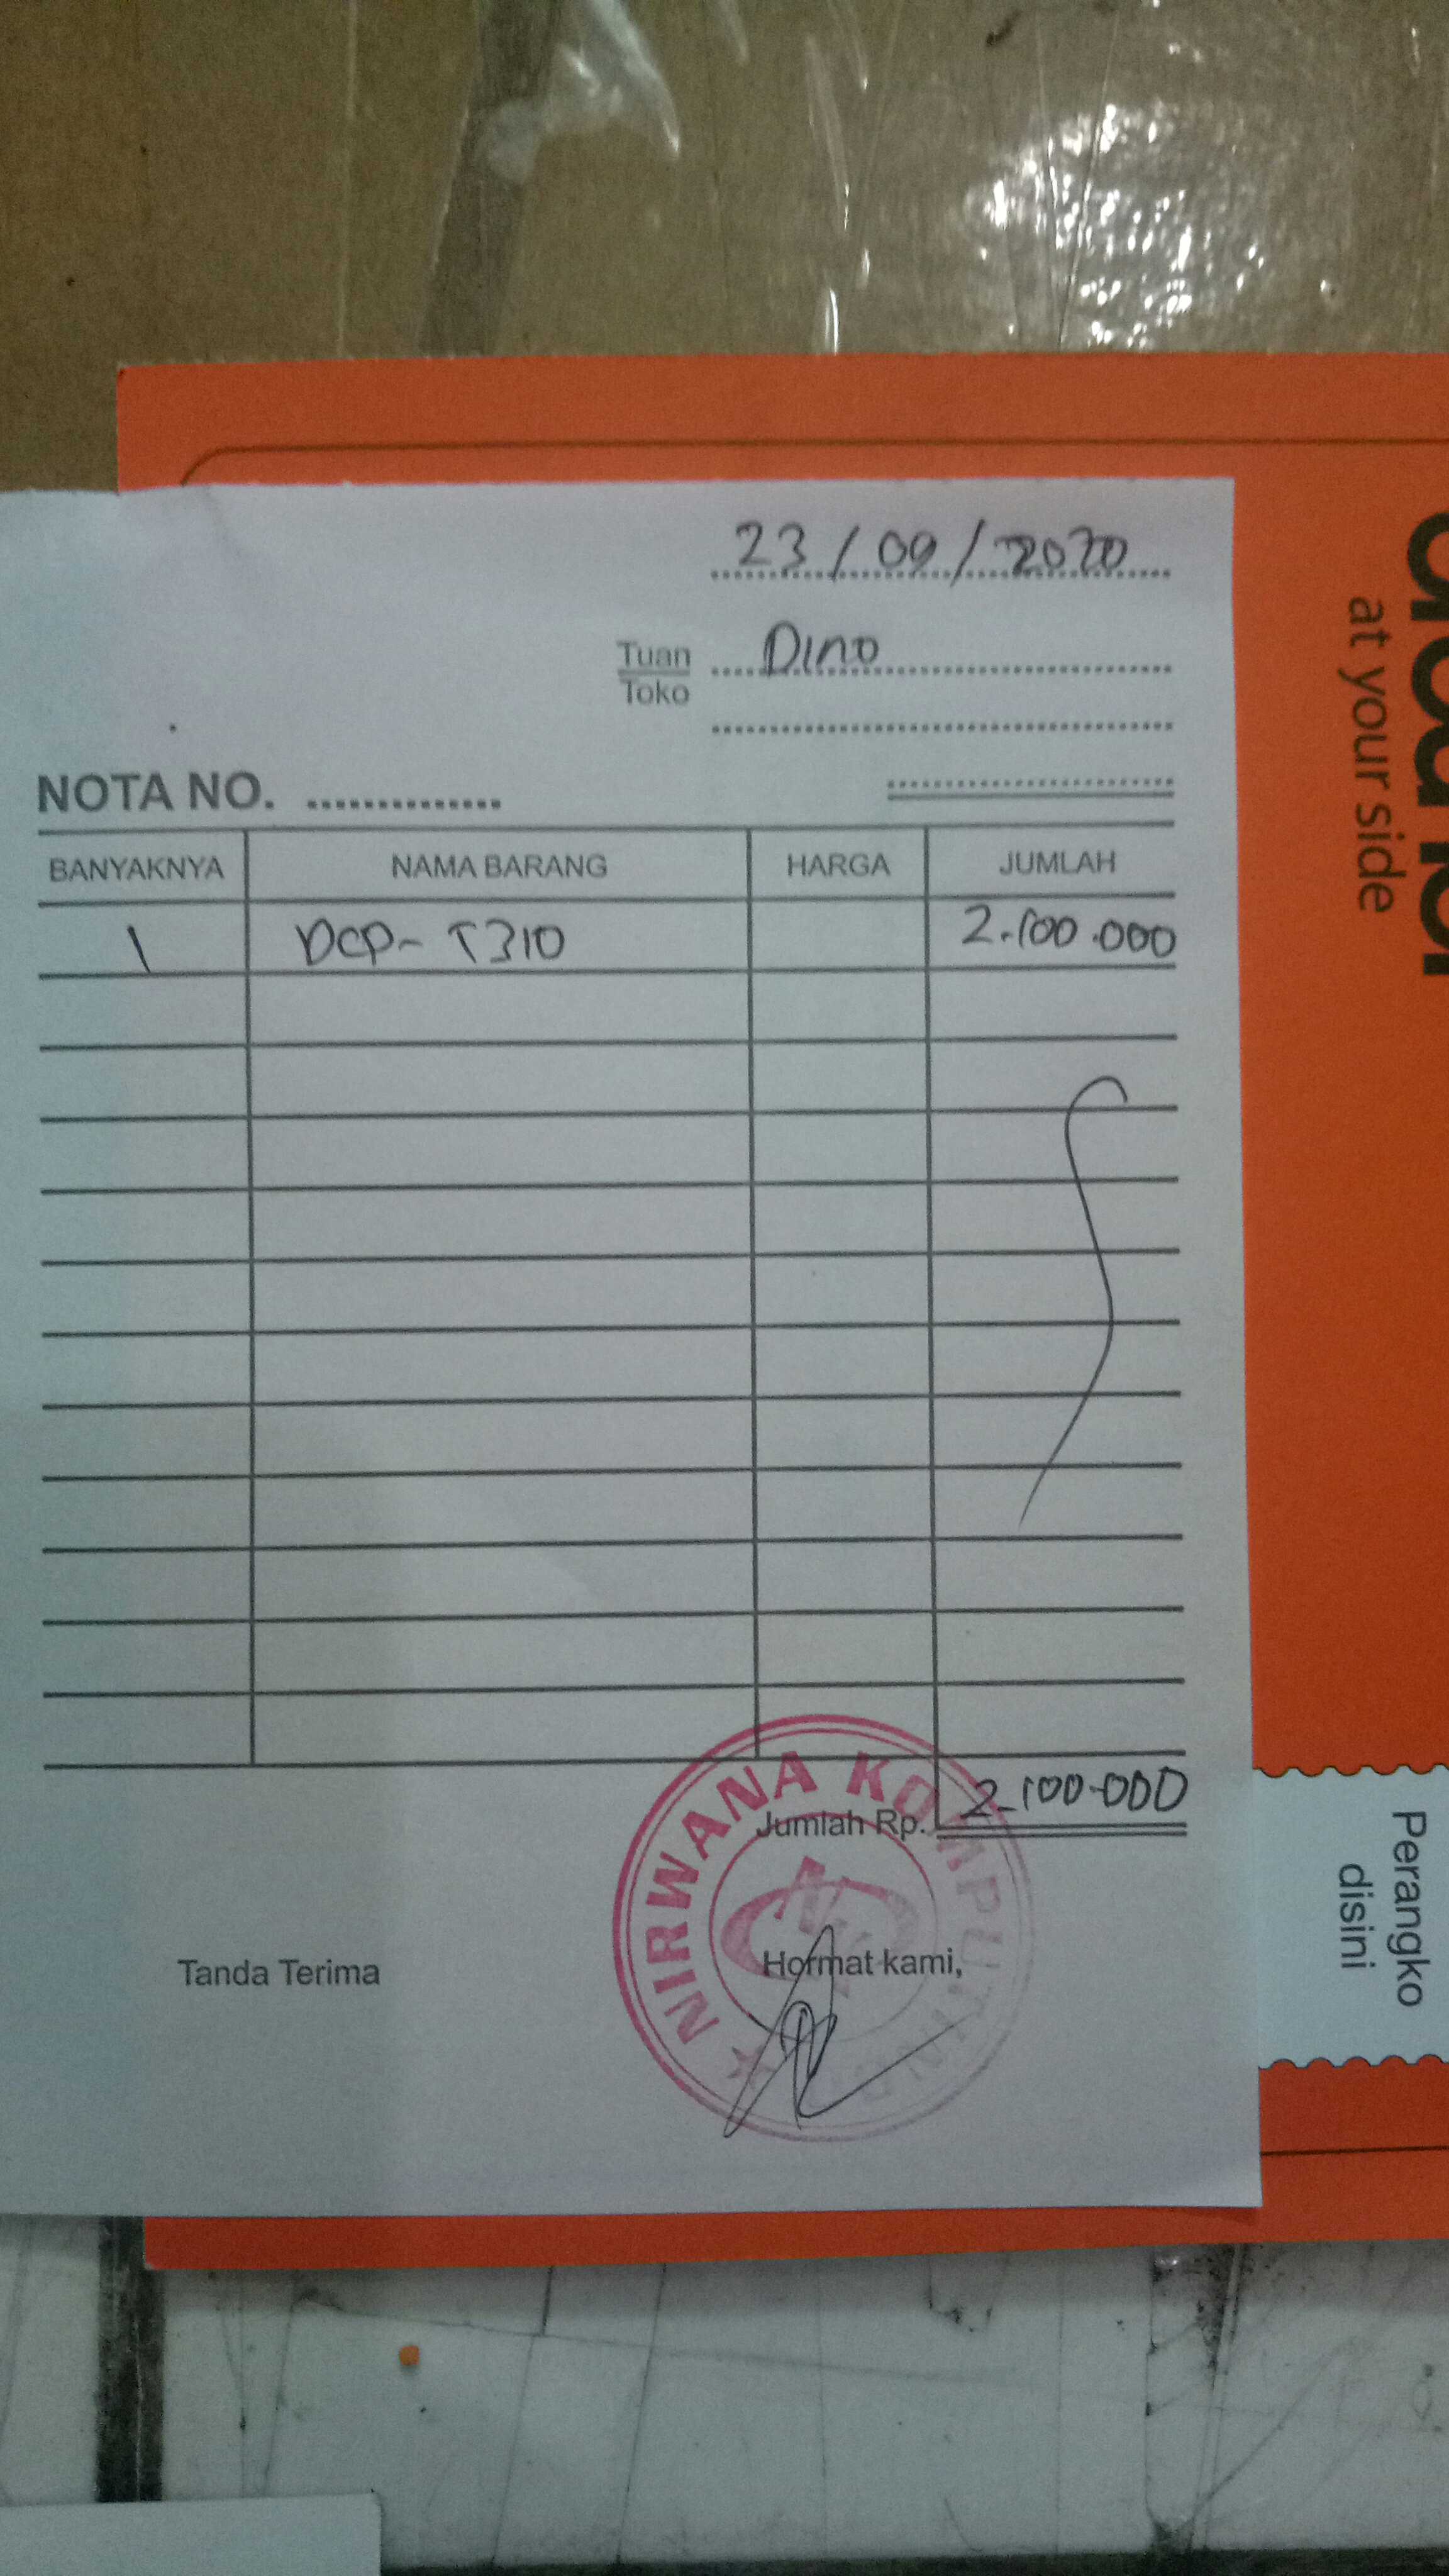 23/09/2020
Tuan Dino
Toko
NOTA NO. ..............
BANYAKNYA NAMA BARANG HARGA JUMLAH
1 DCP-T310 2.100.000
Jumlah Rp. 2.100.000
NIRWANA
Tanda Terima Hormat kami,
at your side
Perangko
disini